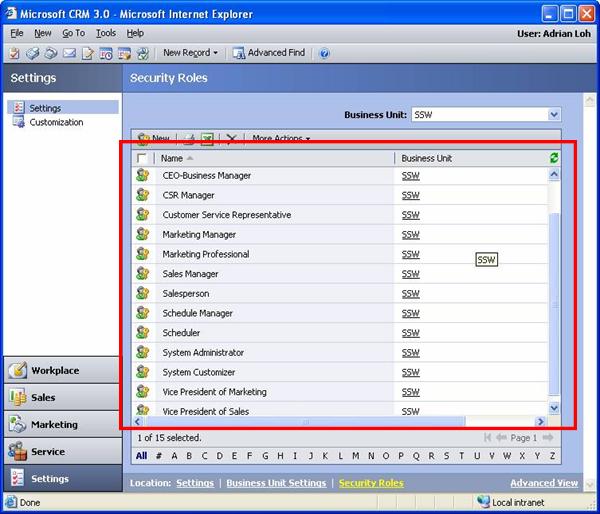 Microsoft CRM 3.0 - Microsoft Internet Explorer
File New Go To Tools Help User: Adrian Loh
New Record Advanced Find
Settings Security Roles
Settings
Customization
Business Unit: SSW
New More Actions
Name Business Unit
CEO-Business Manager SSW
CSR Manager SSW
Customer Service Representative SSW
Marketing Manager SSW
Marketing Professional SSW
SSW
Sales Manager SSW
Salesperson SSW
Schedule Manager SSW
Scheduler SSW
System Administrator SSW
System Customizer SSW
Vice President of Marketing SSW
Vice President of Sales SSW
Workplace
Sales
Marketing
Service
Settings
1 of 15 selected. Page 1
All # A B C D E F G H I J K L M N O P Q R S T U V W X Y Z
Location: Settings | Business Unit Settings | Security Roles Advanced View
Done Local intranet